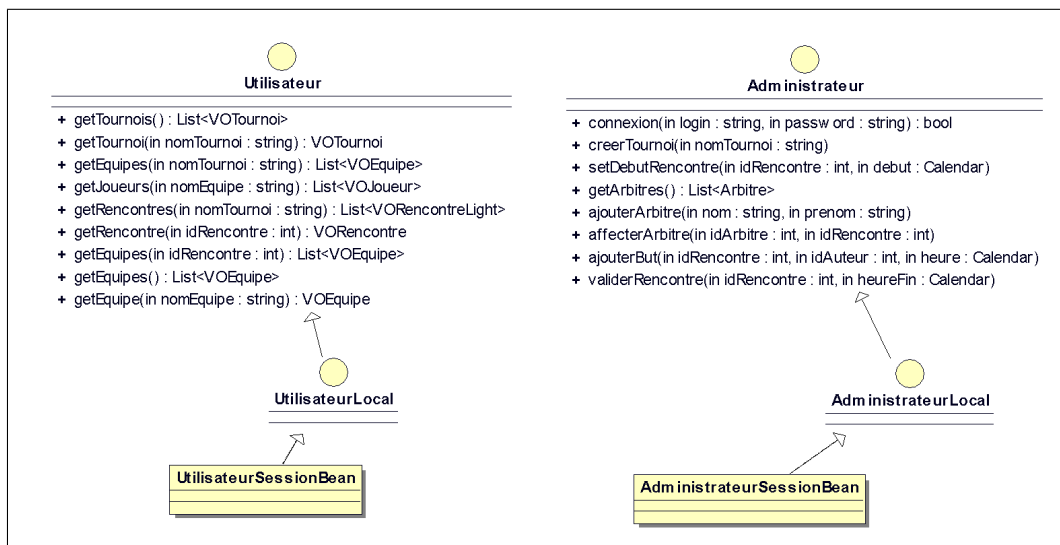 Utilisateur
+ getTournois() : List<VOTournoi>
+ getTournoi(in nomTournoi : string) : VOTournoi
+ getEquipes(in nomTournoi : string) : List<VOEquipe>
+ getJoueurs(in nomEquipe : string) : List<VOJoueur>
+ getRencontres(in nomTournoi : string) : List<VORencontreLight>
+ getRencontre(in idRencontre : int) : VORencontre
+ getEquipes(in idRencontre : int) : List<VOEquipe>
+ getEquipes() : List<VOEquipe>
+ getEquipe(in nomEquipe : string) : VOEquipe
UtilisateurLocal
UtilisateurSessionBean
Administrateur
+ connexion(in login : string, in password : string) : bool
+ creerTournoi(in nomTournoi : string)
+ setDebutRencontre(in idRencontre : int, in debut : Calendar)
+ getArbitres() : List<Arbitre>
+ ajouterArbitre(in nom : string, in prenom : string)
+ affecterArbitre(in idArbitre : int, in idRencontre : int)
+ ajouterBut(in idRencontre : int, in idAuteur : int, in heure : Calendar)
+ validerRencontre(in idRencontre : int, in heureFin : Calendar)
AdministrateurLocal
AdministrateurSessionBean